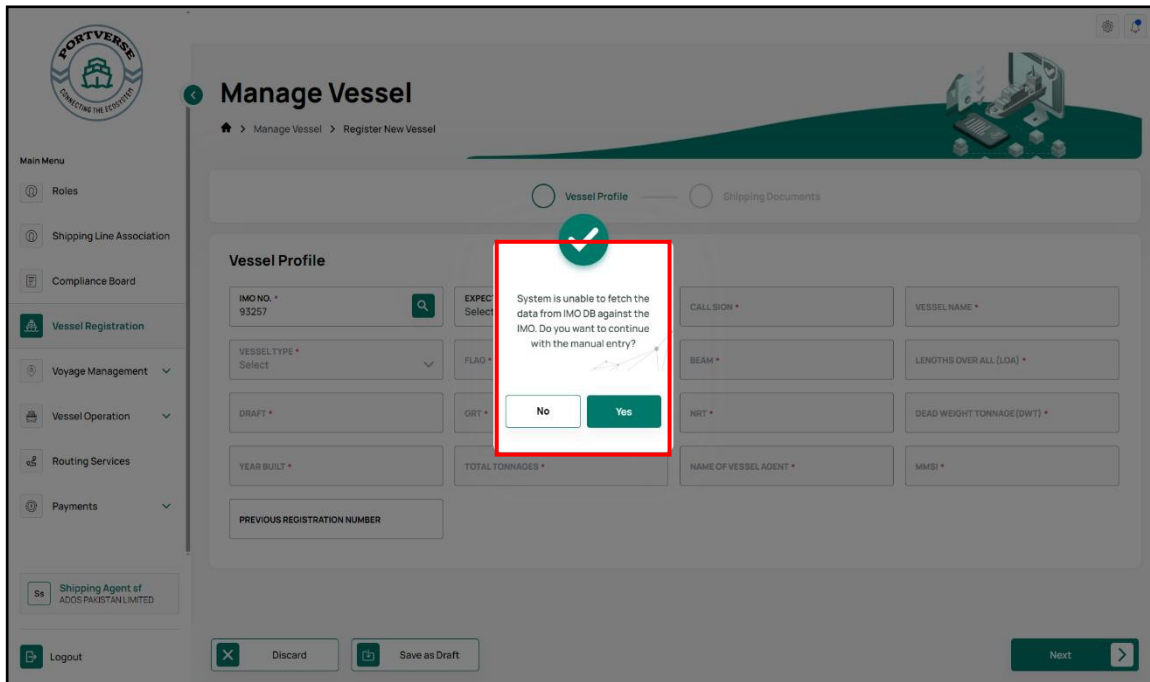 PORTVERSE
CONNECTING THE ECOSYSTEM
Manage Vessel
Manage Vessel > Register New Vessel
Main Menu
Roles
Shipping Line Association
Compliance Board
Vessel Registration
Voyage Management
Vessel Operation
Routing Services
Payments
Ss
Shipping Agent sf
ADOS PAKISTAN LIMITED
Logout
Vessel Profile
Shipping Documents
Vessel Profile
IMO NO. *
93257
EXPEC
Select
CALL SIGN *
VESSEL NAME *
VESSEL TYPE *
Select
FLAG *
BEAM *
LENGTHS OVER ALL (LOA) *
DRAFT *
GRT *
NRT *
DEAD WEIGHT TONNAGE(DWT) *
YEAR BUILT *
TOTAL TONNAGES *
NAME OF VESSEL AGENT *
MMSI *
PREVIOUS REGISTRATION NUMBER
System is unable to fetch the
data from IMO DB against the
IMO. Do you want to continue
with the manual entry?
No
Yes
Discard
Save as Draft
Next